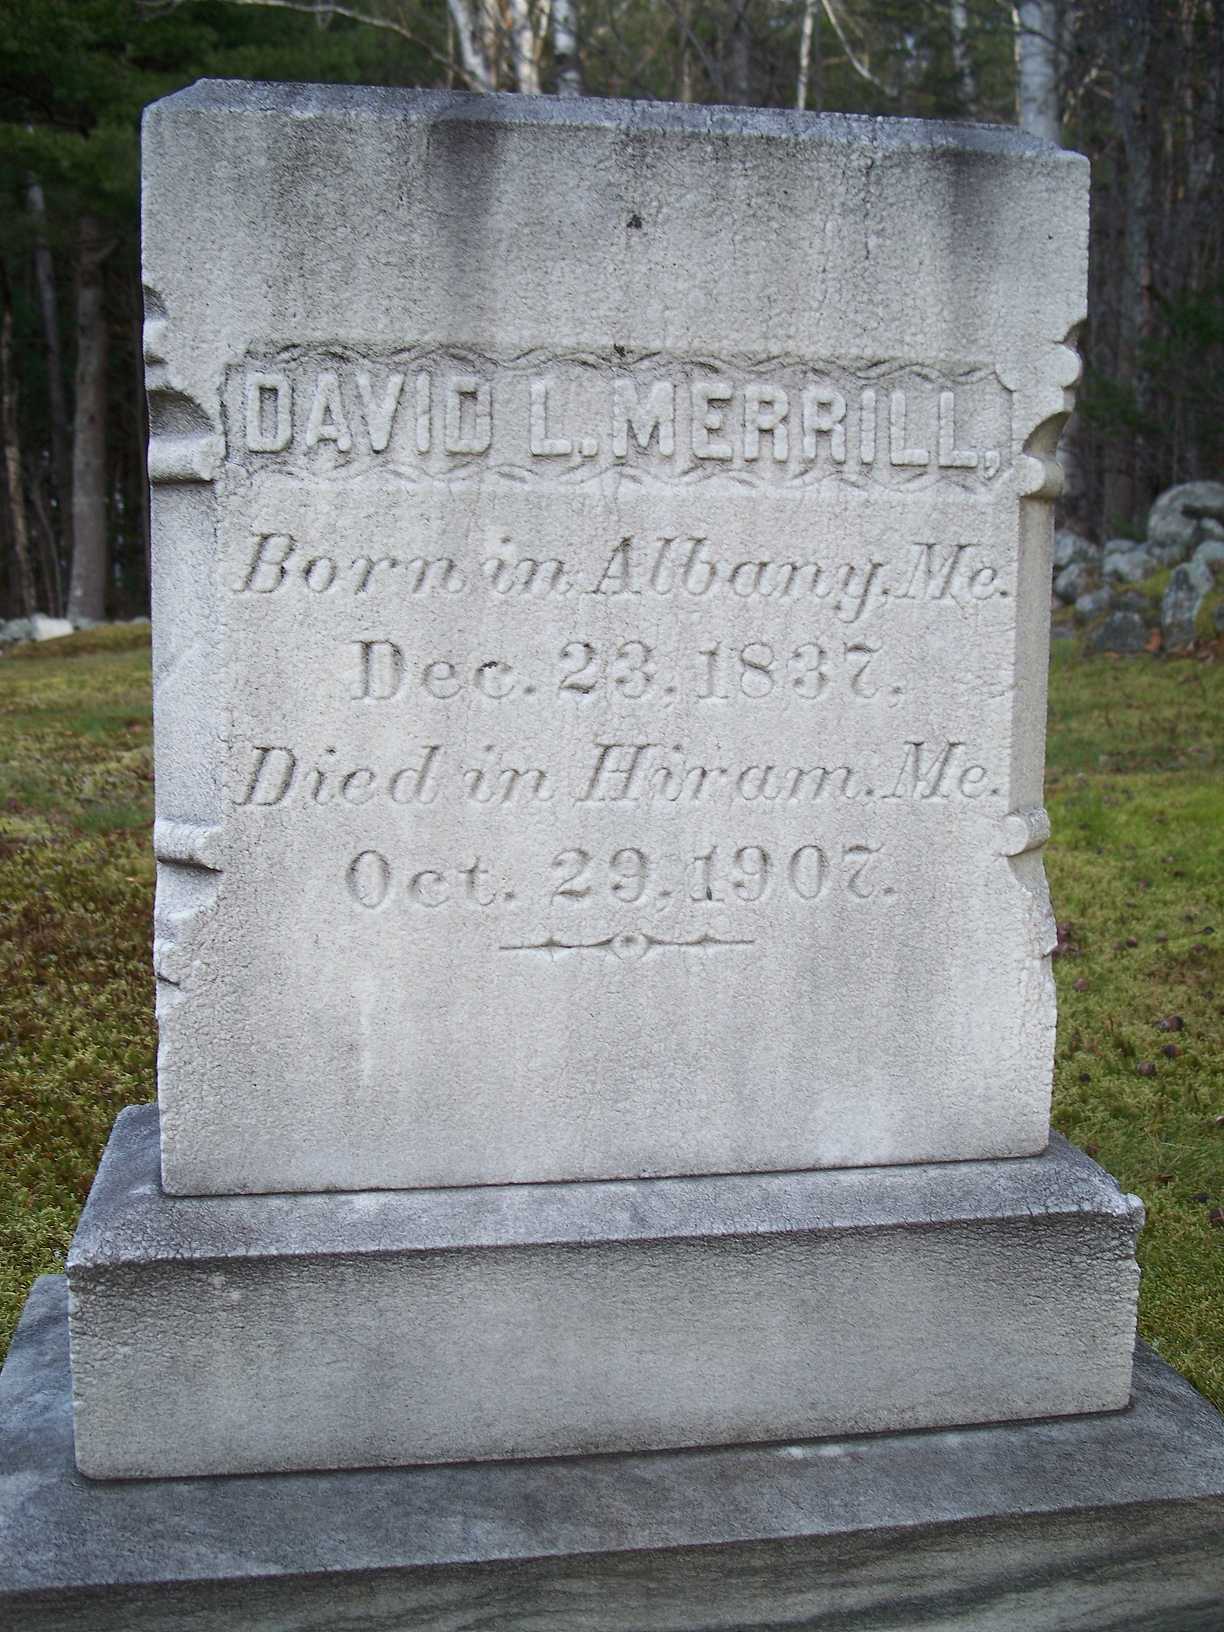 DAVID L. MERRILL,
Born in Albany, Me.
Dec. 23, 1837,
Died in Hiram, Me.
Oct. 29, 1907.